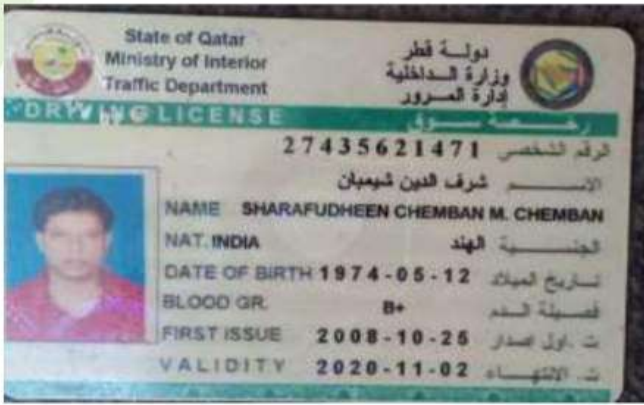 State of Qatar
Ministry of Interior
Traffic Department
دولة قطر
وزارة الداخلية
إدارة المرور
DRIVING LICENSE رخصة سوق
27435621471 الرقم الشخصي
الاسم شرف الدين شيمبان
NAME SHARAFUDHEEN CHEMBAN M. CHEMBAN
NAT. INDIA الجنسية الهند
DATE OF BIRTH 1974-05-12 تاريخ الميلاد
BLOOD GR. B+ فصيلة الدم
FIRST ISSUE 2008-10-25 ت .اول اصدار
VALIDITY 2020-11-02 ت. الانتهاء